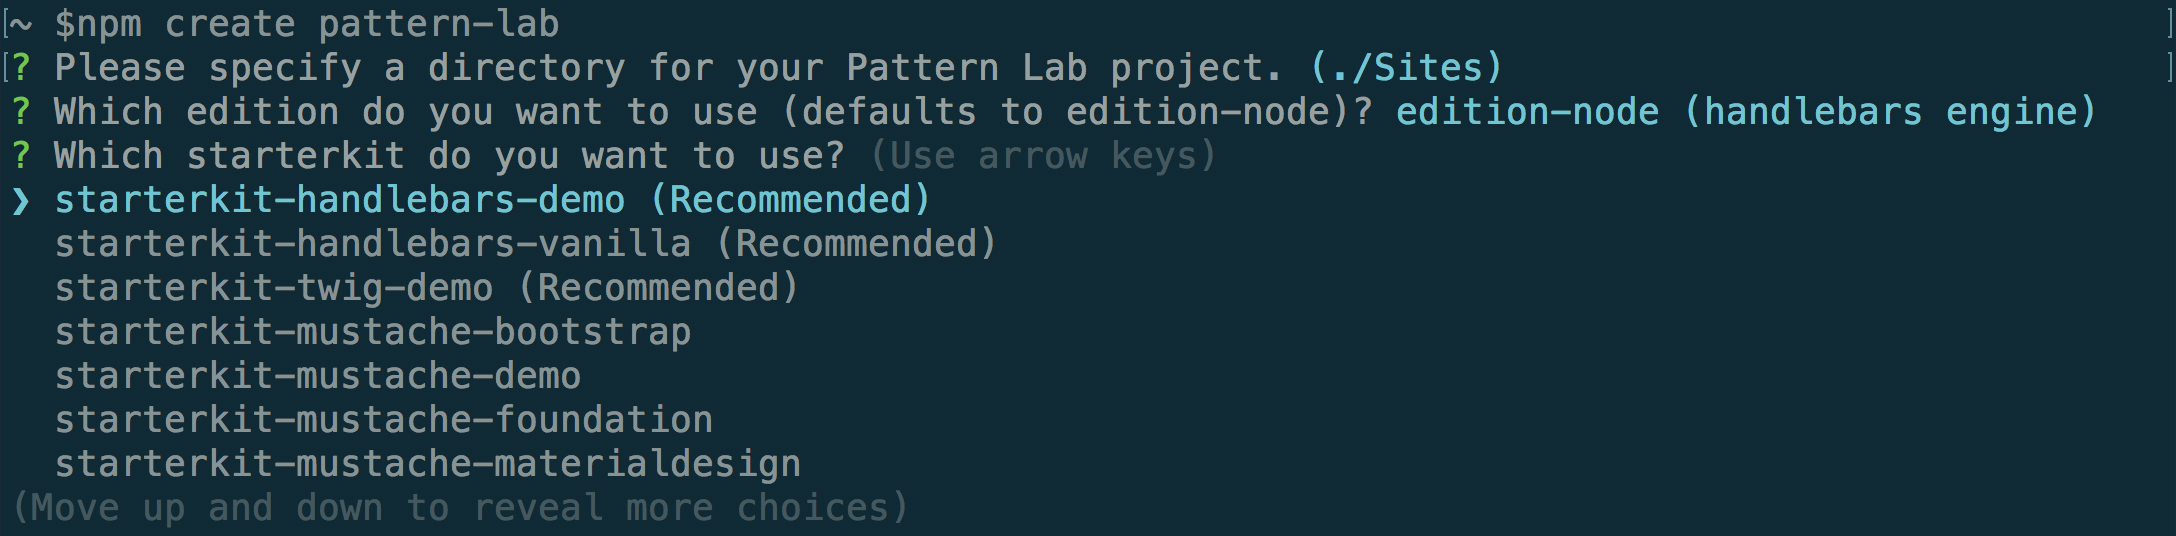 [~ $npm create pattern-lab ]
[? Please specify a directory for your Pattern Lab project. (./Sites) ]
? Which edition do you want to use (defaults to edition-node)? edition-node (handlebars engine)
? Which starterkit do you want to use? (Use arrow keys)
❯ starterkit-handlebars-demo (Recommended)
starterkit-handlebars-vanilla (Recommended)
starterkit-twig-demo (Recommended)
starterkit-mustache-bootstrap
starterkit-mustache-demo
starterkit-mustache-foundation
starterkit-mustache-materialdesign
(Move up and down to reveal more choices)